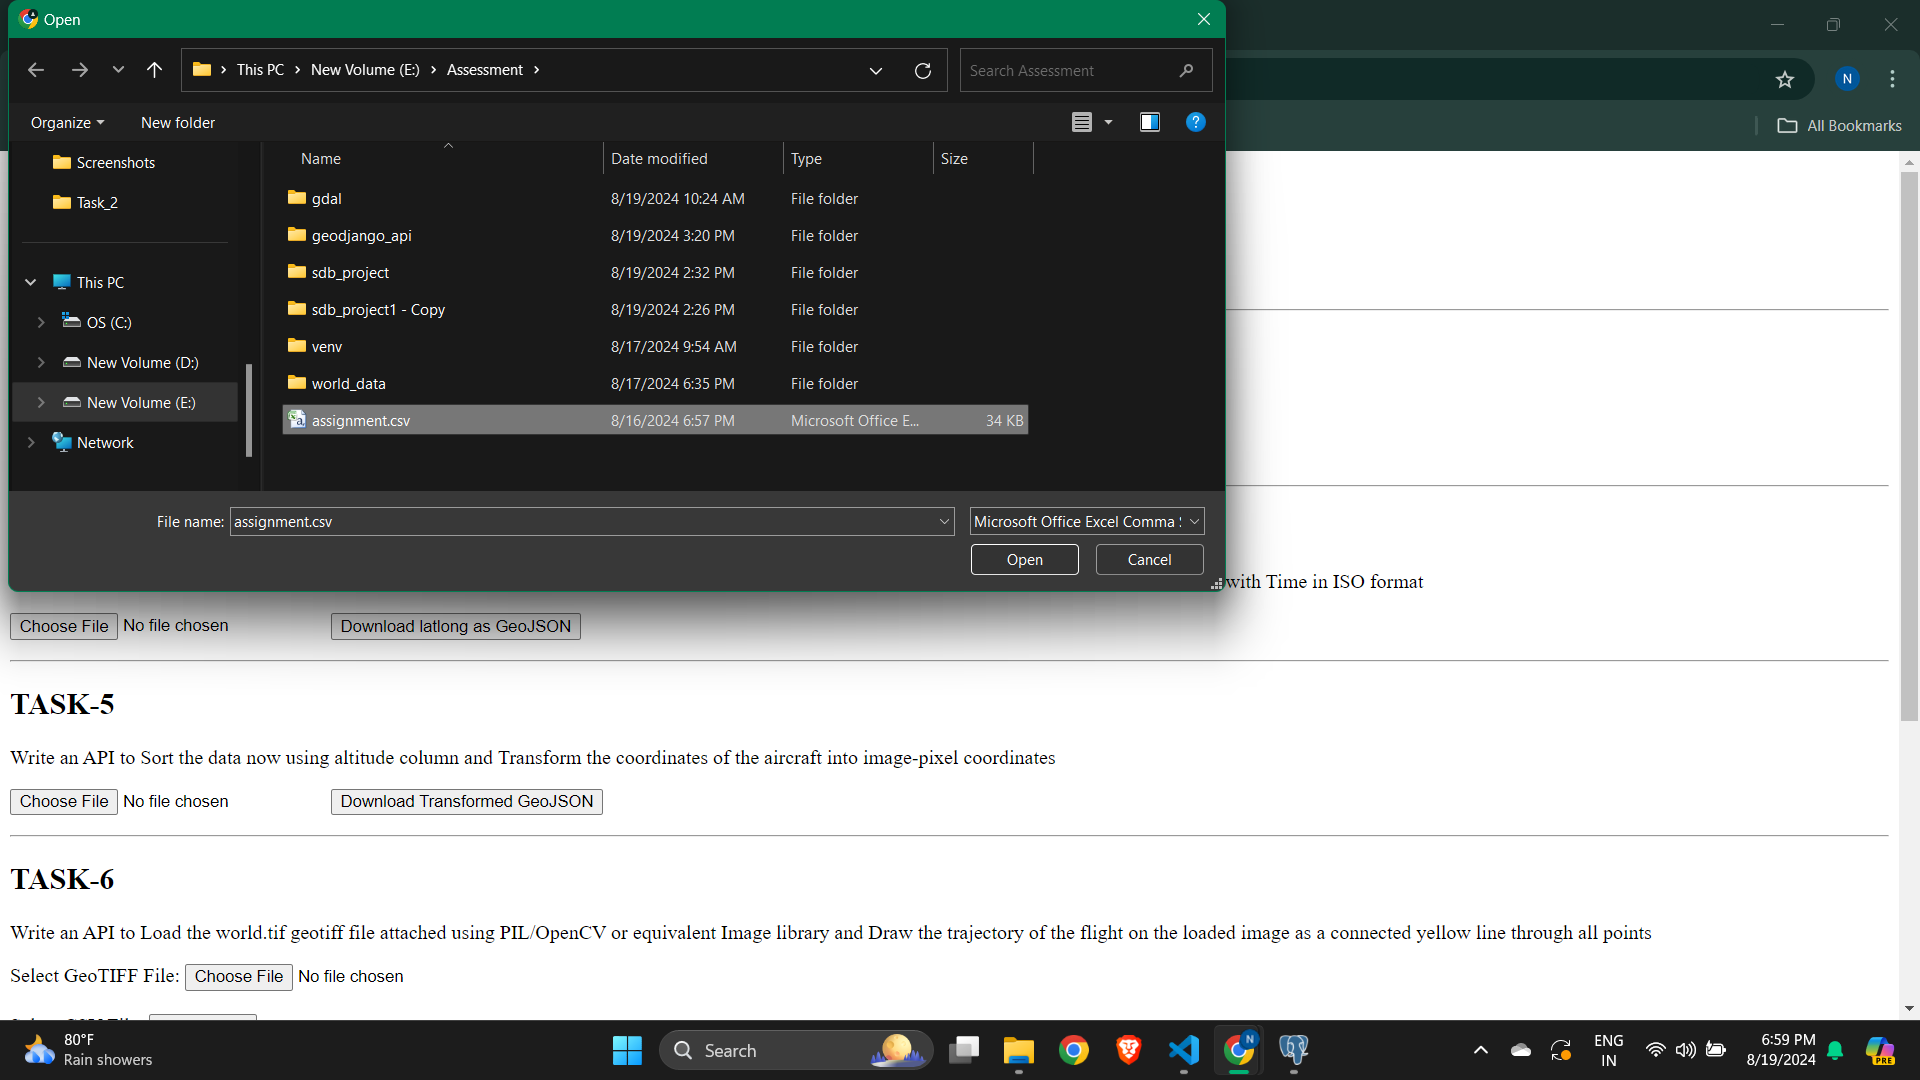 Open
This PC > New Volume (E:) > Assessment >
Search Assessment
N
Organize
New folder
?
All Bookmarks
Screenshots
Task_2
This PC
OS (C:)
New Volume (D:)
New Volume (E:)
Network
Name Date modified Type Size
gdal 8/19/2024 10:24 AM File folder
geodjango_api 8/19/2024 3:20 PM File folder
sdb_project 8/19/2024 2:32 PM File folder
sdb_project1 - Copy 8/19/2024 2:26 PM File folder
venv 8/17/2024 9:54 AM File folder
world_data 8/17/2024 6:35 PM File folder
assignment.csv 8/16/2024 6:57 PM Microsoft Office E... 34 KB
File name: assignment.csv Microsoft Office Excel Comma
Open Cancel
with Time in ISO format
Choose File No file chosen Download latlong as GeoJSON
TASK-5
Write an API to Sort the data now using altitude column and Transform the coordinates of the aircraft into image-pixel coordinates
Choose File No file chosen Download Transformed GeoJSON
TASK-6
Write an API to Load the world.tif geotiff file attached using PIL/OpenCV or equivalent Image library and Draw the trajectory of the flight on the loaded image as a connected yellow line through all points
Select GeoTIFF File: Choose File No file chosen
80°F
Rain showers
Search
N
ENG
IN
6:59 PM
8/19/2024
PRE